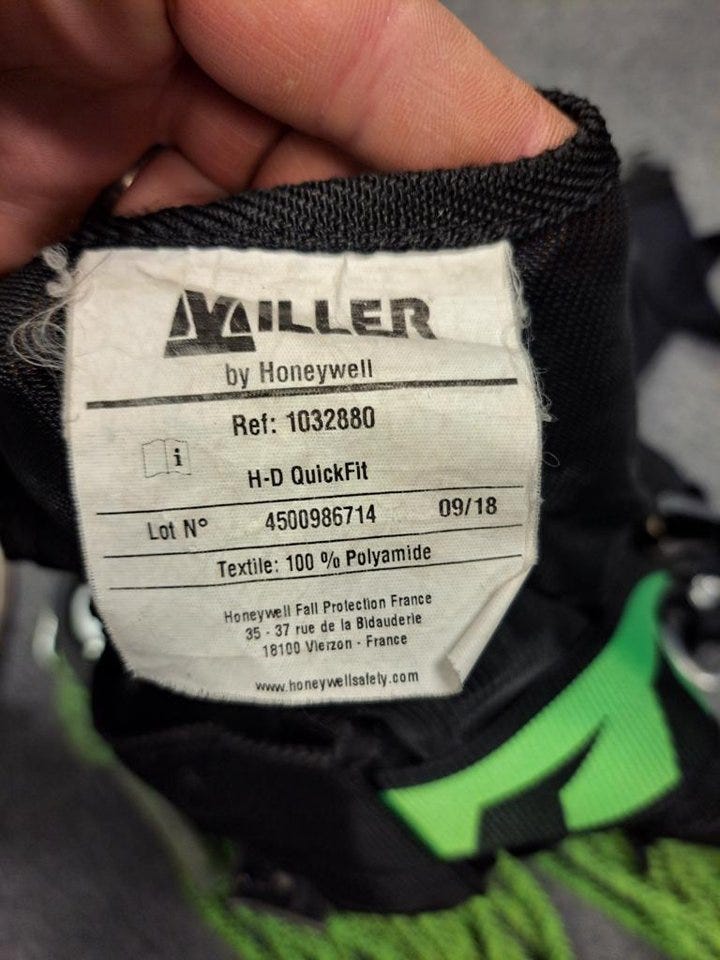 MILLER
by Honeywell
Ref: 1032880
i
H-D QuickFit
Lot N° 4500986714 09/18
Textile: 100 % Polyamide
Honeywell Fall Protection France
35 - 37 rue de la Bidauderie
18100 Vierzon - France
www.honeywellsafety.com